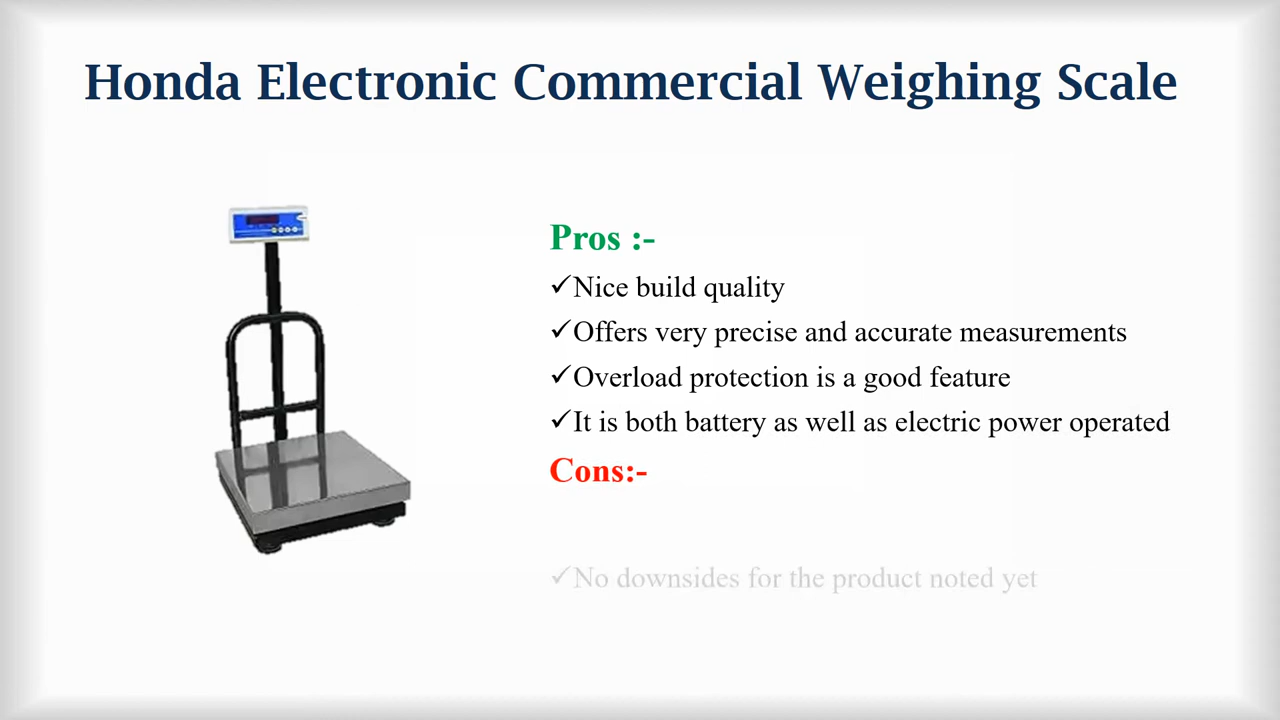 Honda Electronic Commercial Weighing Scale
Pros :-
✓Nice build quality
✓Offers very precise and accurate measurements
✓Overload protection is a good feature
✓It is both battery as well as electric power operated
Cons:-
✓No downsides for the product noted yet